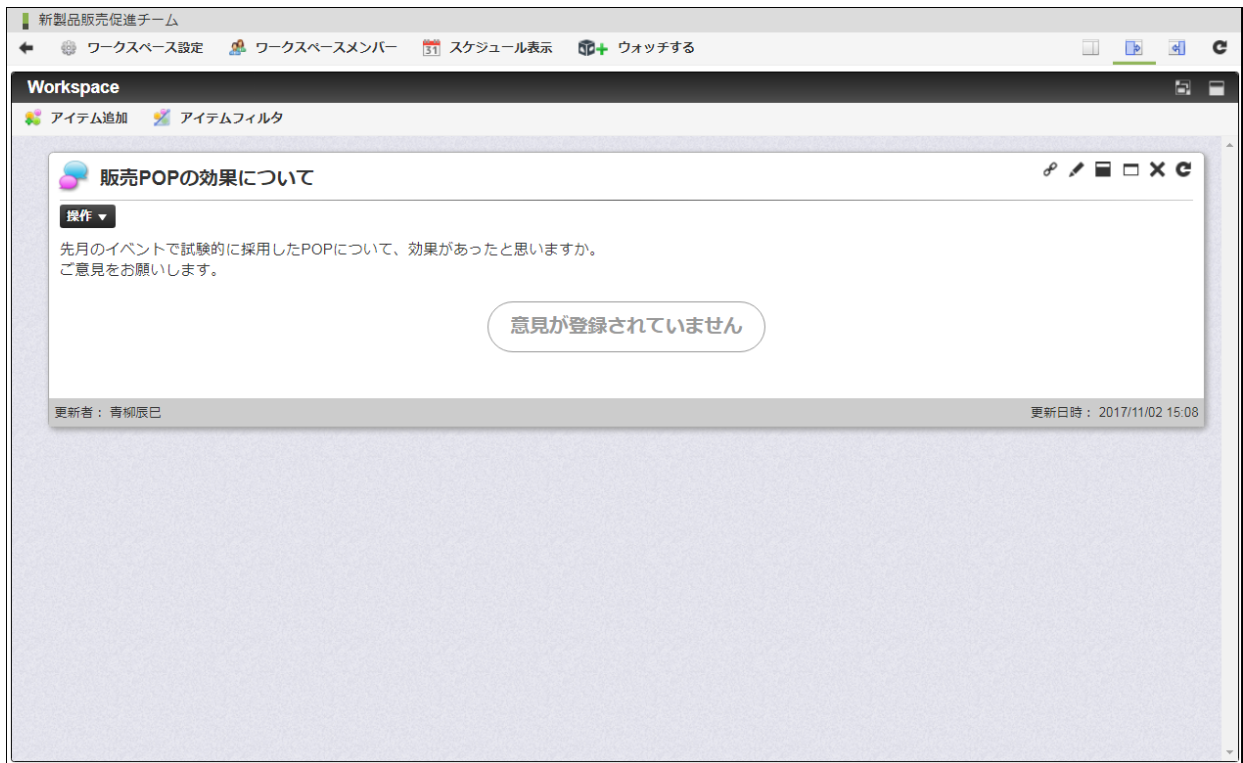 新製品販売促進チーム
ワークスペース設定 ワークスペースメンバー 31 スケジュール表示 ウォッチする
Workspace
アイテム追加 アイテムフィルタ
販売POPの効果について
操作 ▼
先月のイベントで試験的に採用したPOPについて、効果があったと思いますか。
ご意見をお願いします。
意見が登録されていません
更新者： 青柳辰巳 更新日時： 2017/11/02 15:08